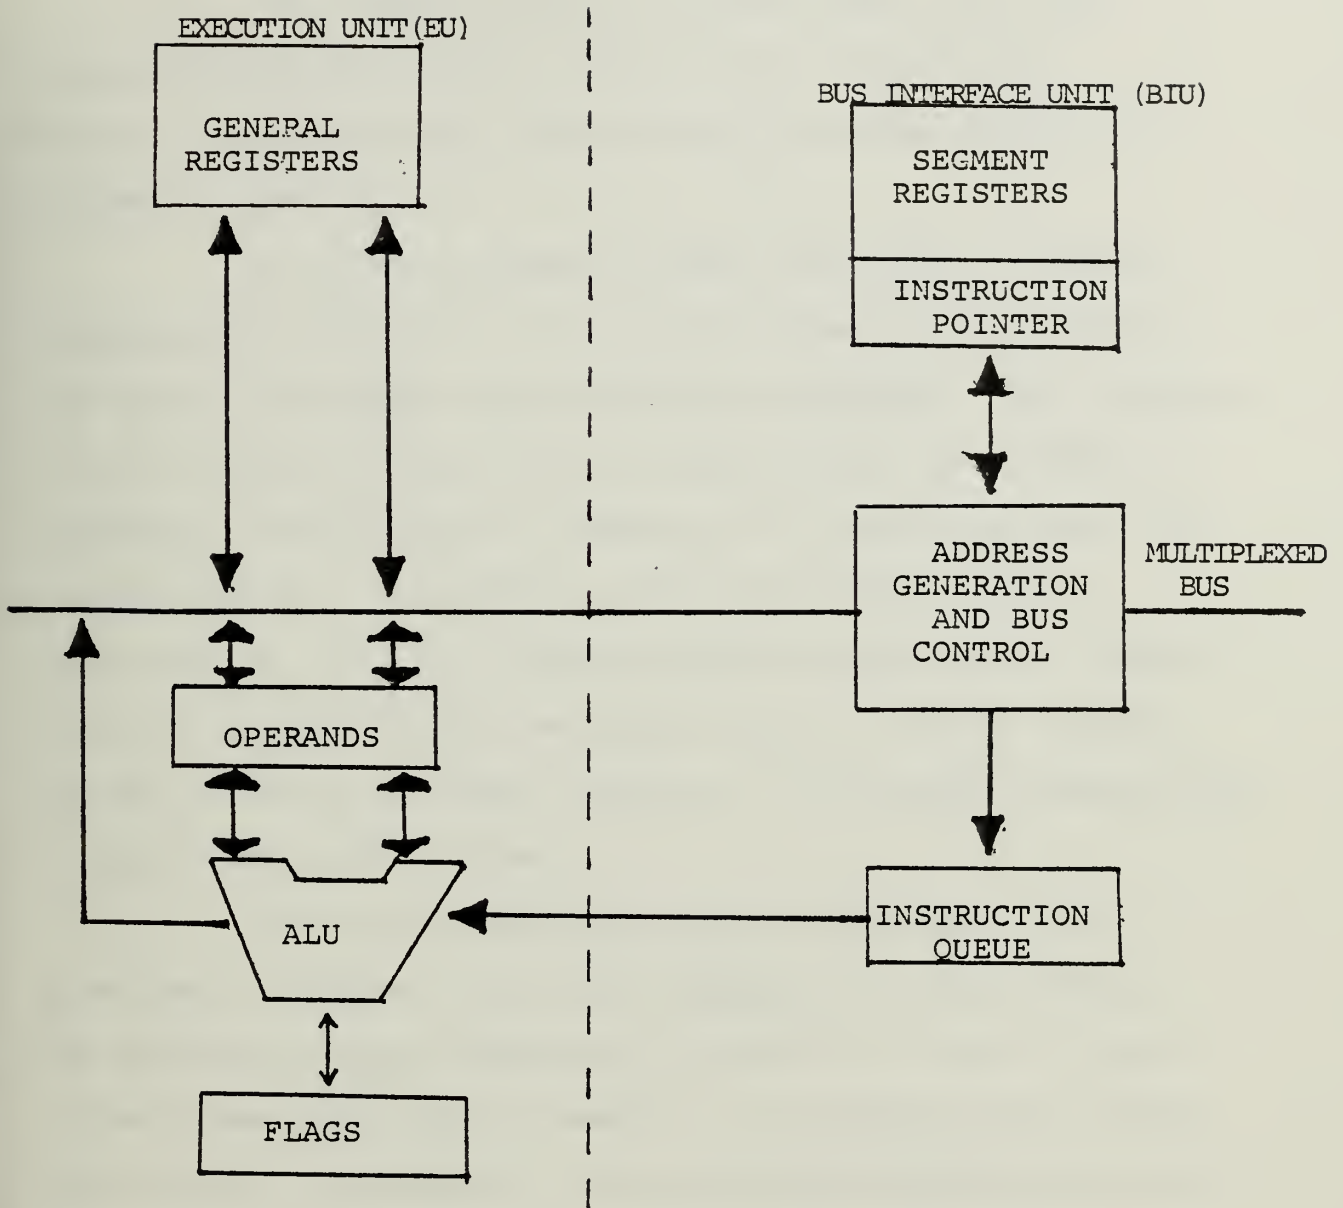 EXECUTION UNIT(EU)
GENERAL
REGISTERS
BUS INTERFACE UNIT (BIU)
SEGMENT
REGISTERS
INSTRUCTION
POINTER
ADDRESS
GENERATION
AND BUS
CONTROL
MULTIPLEXED
BUS
OPERANDS
ALU
INSTRUCTION
QUEUE
FLAGS